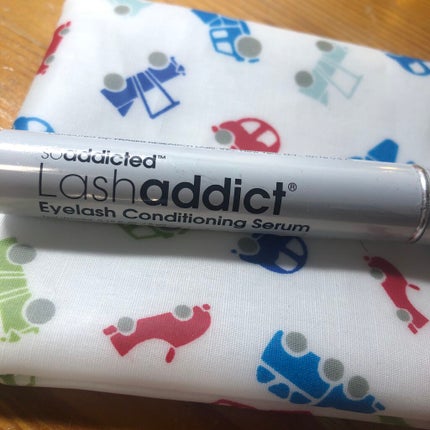 soaddicted™
Lashaddict®
Eyelash Conditioning Serum